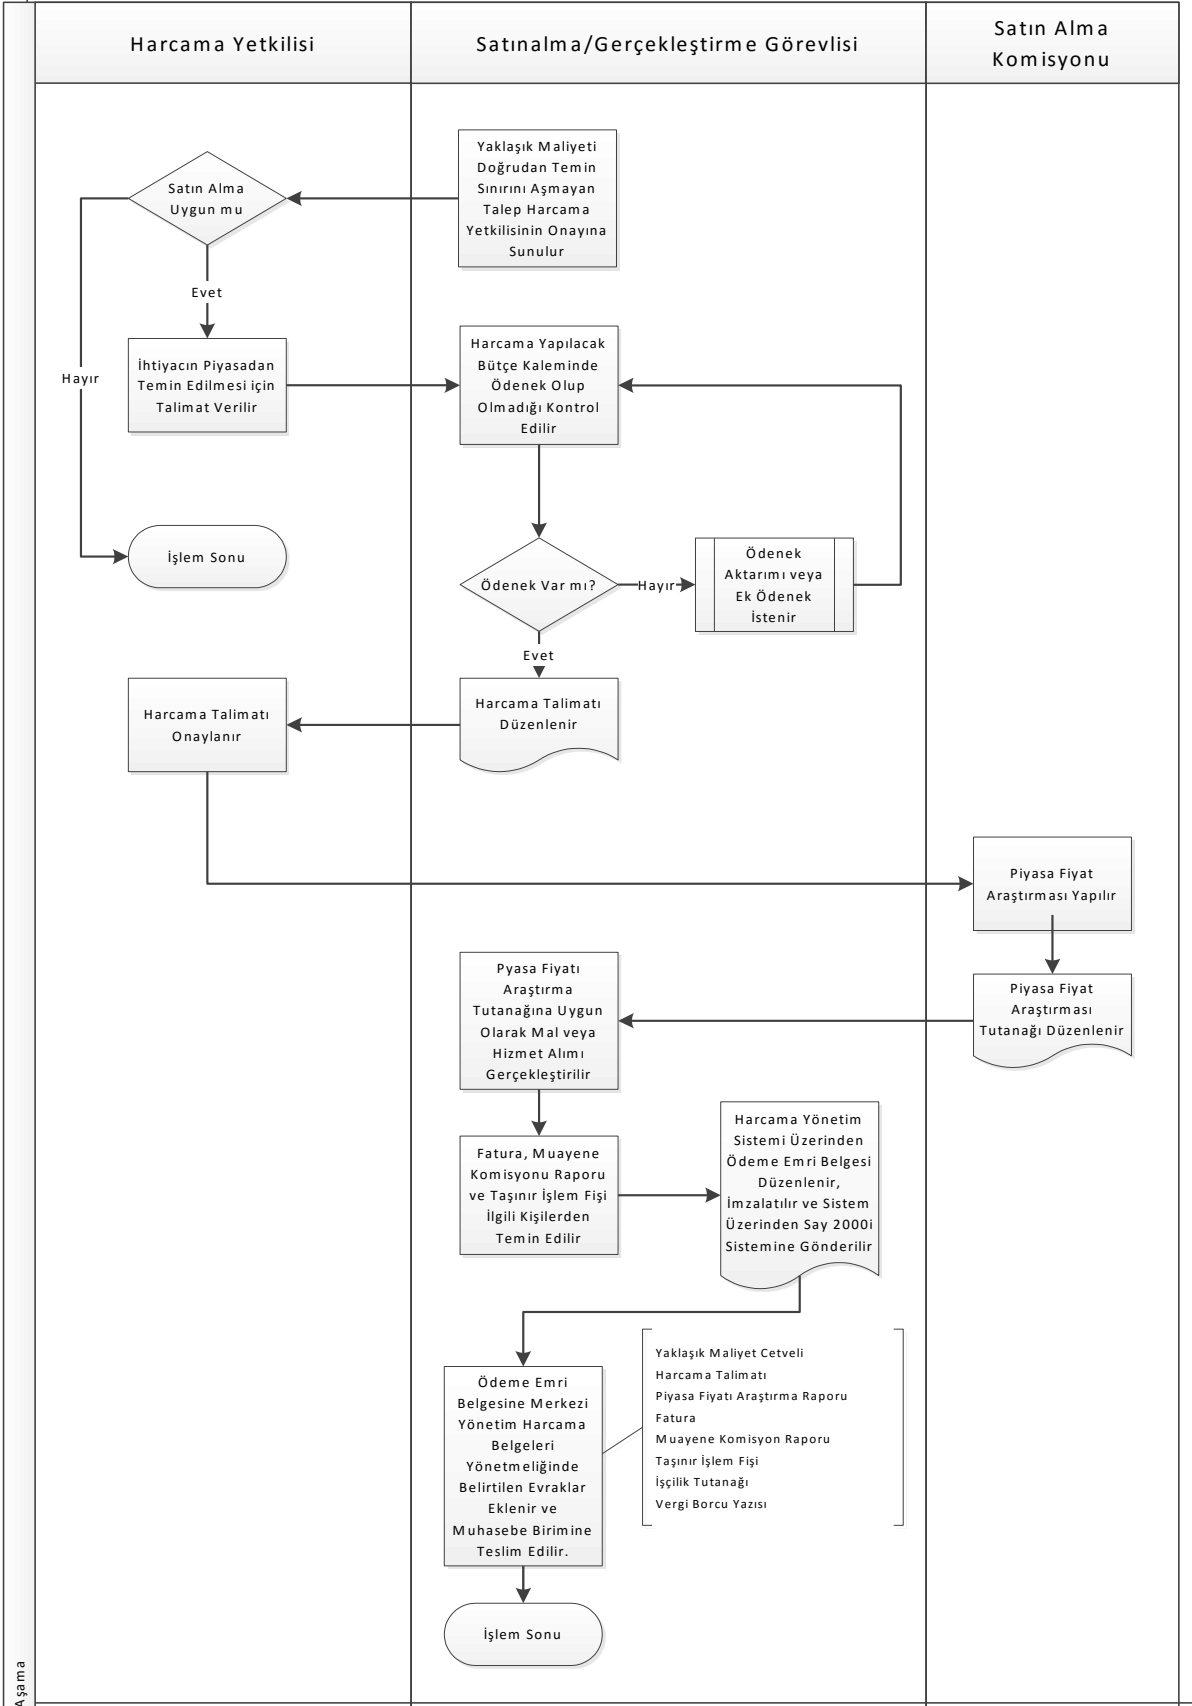 Harcama Yetkilisi
Satınalma/Gerçekleştirme Görevlisi
Satın Alma
Komisyonu
Yaklaşık Maliyeti
Doğrudan Temin
Sınırını Aşmayan
Talep Harcama
Yetkilisinin Onayına
Sunulur
Satın Alma
Uygun mu
Evet
Hayır
İhtiyacın Piyasadan
Temin Edilmesi için
Talimat Verilir
Harcama Yapılacak
Bütçe Kaleminde
Ödenek Olup
Olmadığı Kontrol
Edilir
İşlem Sonu
Ödenek Var mı?
Hayır
Ödenek
Aktarımı veya
Ek Ödenek
İstenir
Evet
Harcama Talimatı
Düzenlenir
Harcama Talimatı
Onaylanır
Piyasa Fiyat
Araştırması Yapılır
Piyasa Fiyat
Araştırması
Tutanağı Düzenlenir
Pyasa Fiyatı
Araştırma
Tutanağına Uygun
Olarak Mal veya
Hizmet Alımı
Gerçekleştirilir
Fatura, Muayene
Komisyonu Raporu
ve Taşınır İşlem Fişi
İlgili Kişilerden
Temin Edilir
Harcama Yönetim
Sistemi Üzerinden
Ödeme Emri Belgesi
Düzenlenir,
İmzalatılır ve Sistem
Üzerinden Say 2000i
Sistemine Gönderilir
Ödeme Emri
Belgesine Merkezi
Yönetim Harcama
Belgeleri
Yönetmeliğinde
Belirtilen Evraklar
Eklenir ve
Muhasebe Birimine
Teslim Edilir.
Yaklaşık Maliyet Cetveli
Harcama Talimatı
Piyasa Fiyatı Araştırma Raporu
Fatura
Muayene Komisyon Raporu
Taşınır İşlem Fişi
İşçilik Tutanağı
Vergi Borcu Yazısı
İşlem Sonu
Aşama